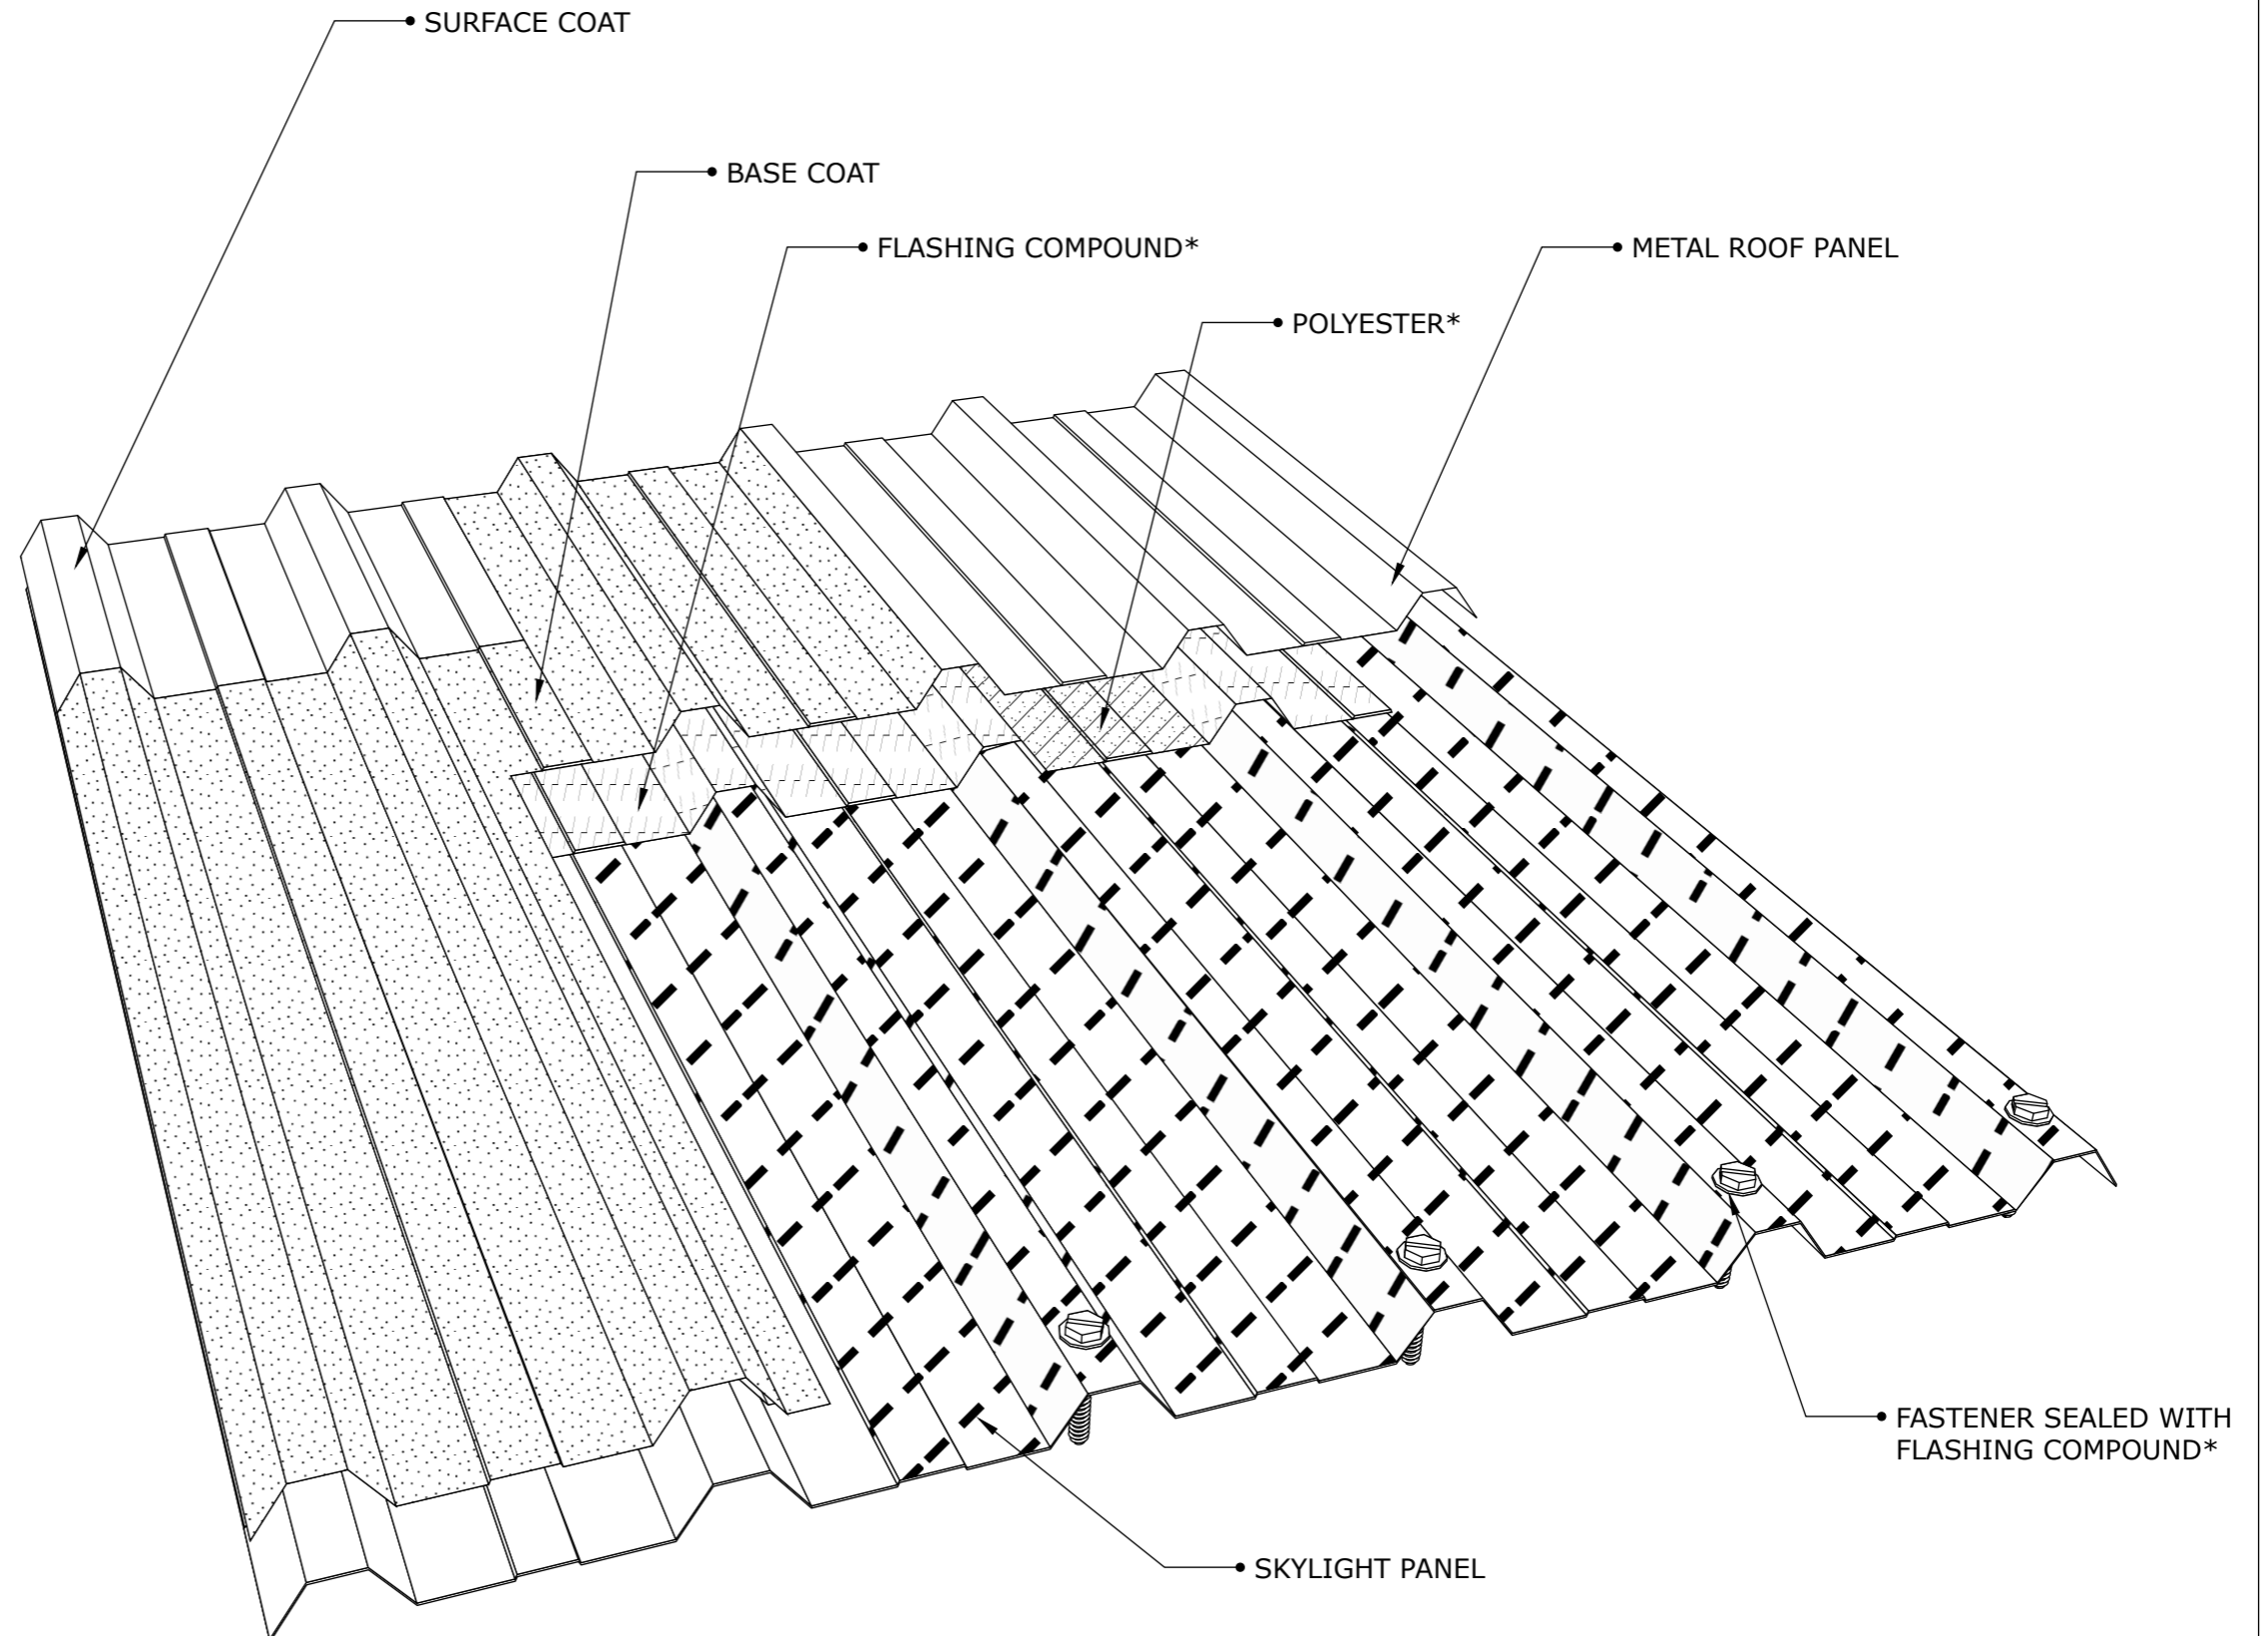 SURFACE COAT
BASE COAT
FLASHING COMPOUND*
METAL ROOF PANEL
POLYESTER*
FASTENER SEALED WITH
FLASHING COMPOUND*
SKYLIGHT PANEL